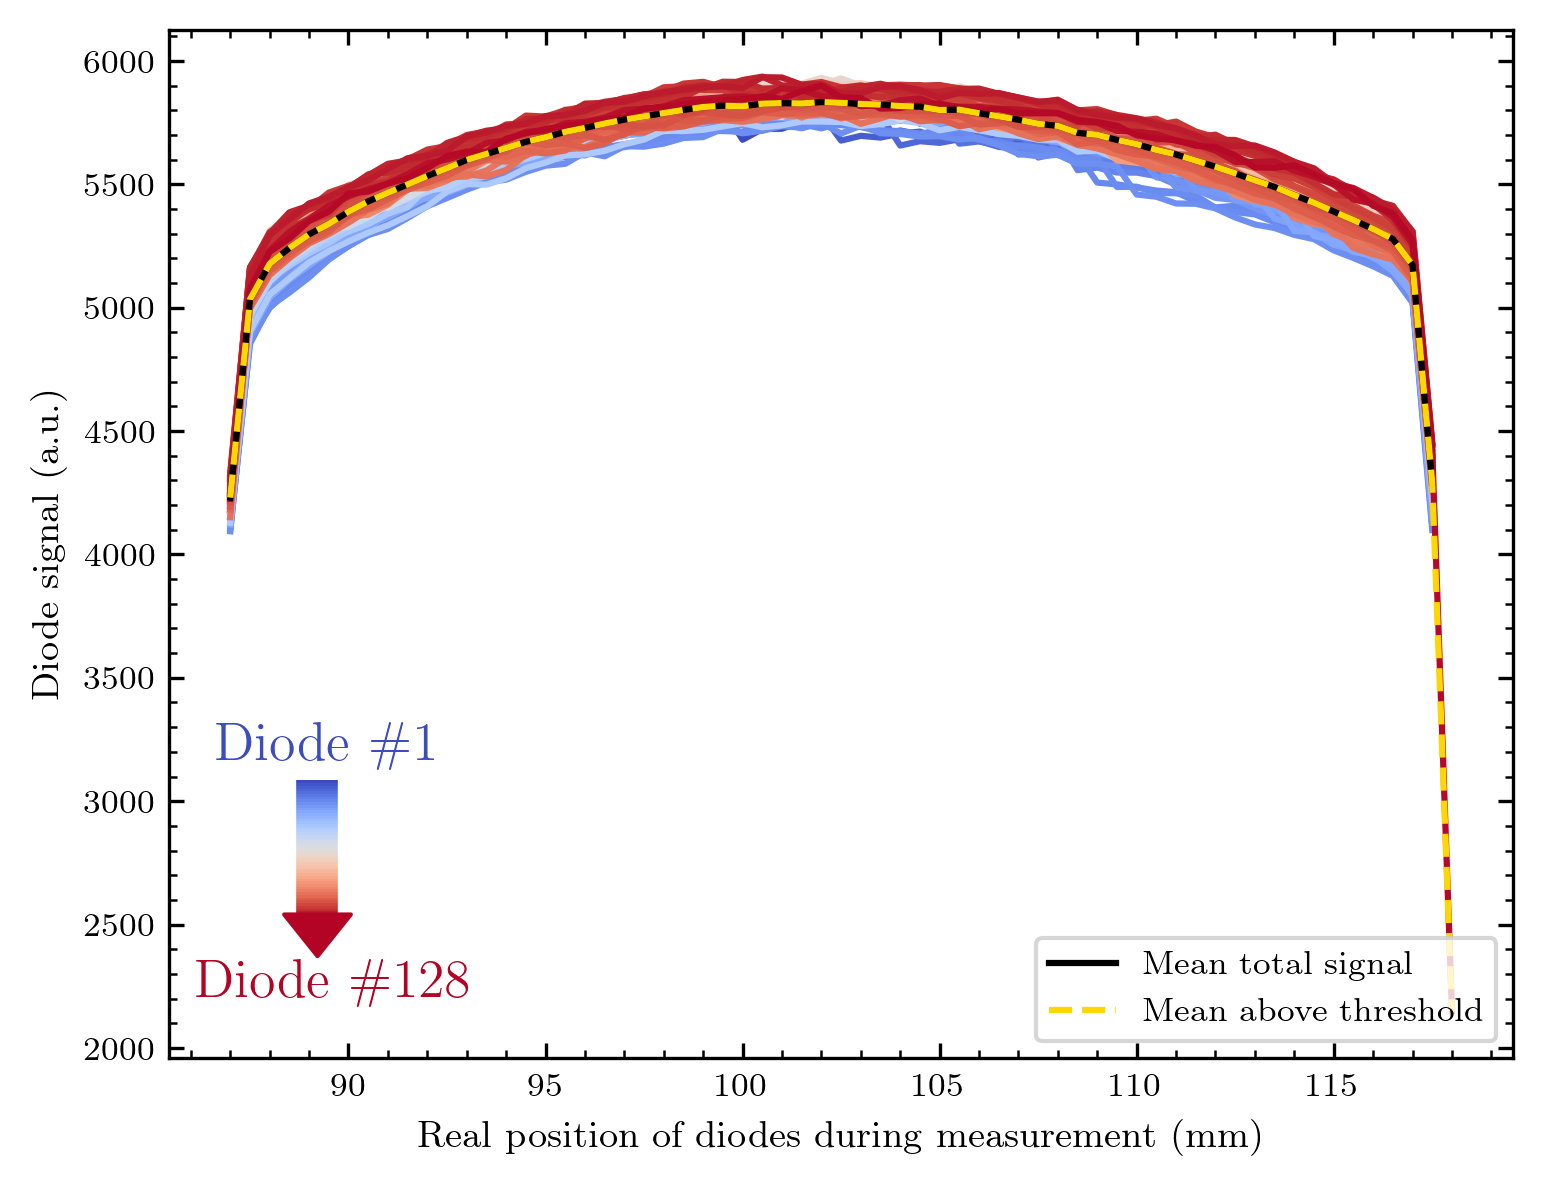 6000
5500
5000
4500
4000
3500
3000
2500
2000
Diode signal (a.u.)
Diode #1
Diode #128
Mean total signal
Mean above threshold
90 95 100 105 110 115
Real position of diodes during measurement (mm)